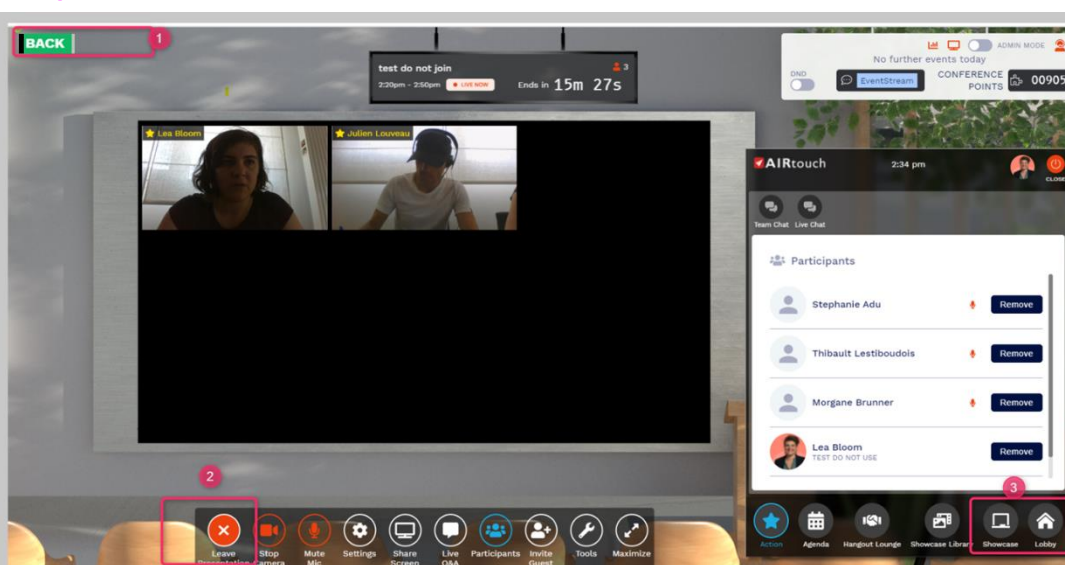 BACK
1
test do not join
3
2:20pm - 2:50pm
LIVE NOW
Ends in 15m 27s
ADMIN MODE
No further events today
DND
EventStream
CONFERENCE
POINTS
00905
Lea Bloom
Julien Louveau
AIRtouch
2:34 pm
CLOSE
Team Chat
Live Chat
Participants
Stephanie Adu
Remove
Thibault Lestiboudois
Remove
Morgane Brunner
Remove
Lea Bloom
TEST DO NOT USE
Remove
2
3
Leave
Presentation
Stop
Camera
Mute
Mic
Settings
Share
Screen
Live
Q&A
Participants
Invite
Guest
Tools
Maximize
Action
Agenda
Hangout Lounge
Showcase Library
Showcase
Lobby